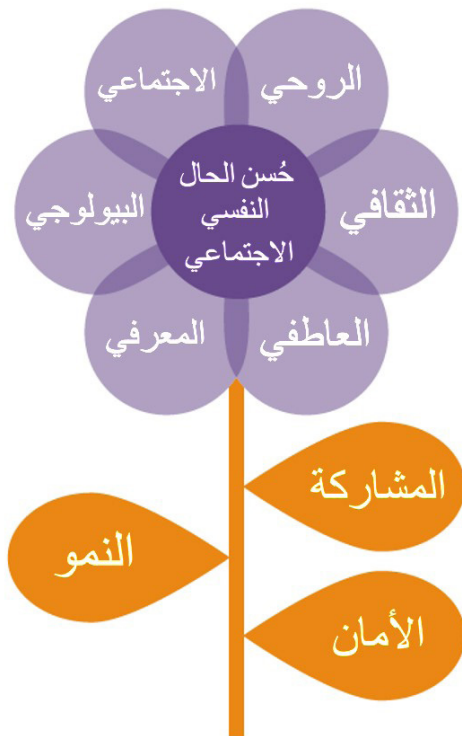 الروحي
الاجتماعي
الثقافي
حُسن الحال
النفسي
الاجتماعي
البيولوجي
العاطفي
المعرفي
المشاركة
النمو
الأمان